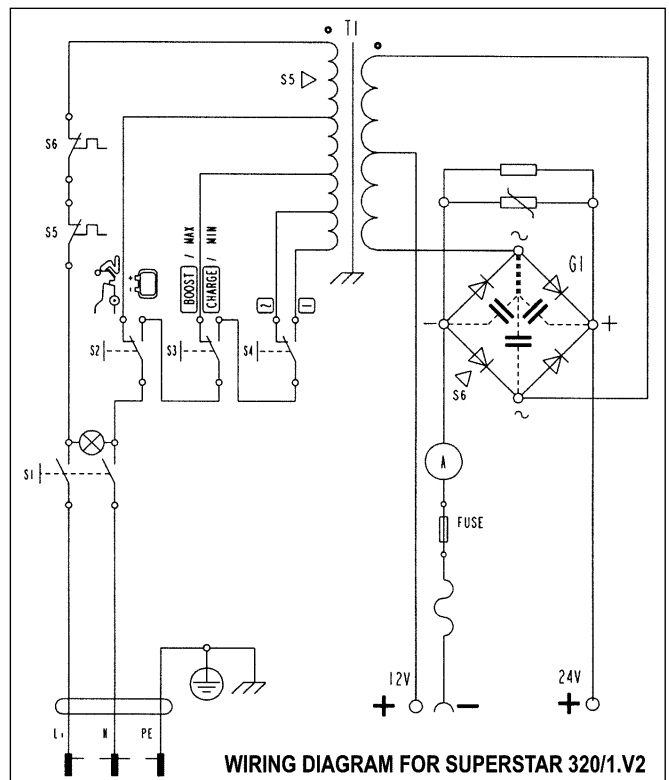 T1
S5
S6
S5
BOOST / MAX
CHARGE / MIN
2
1
G1
~
- +
S2 S3 S4
S6
~
S1
A
FUSE
12V 24V
+ - +
L1 N PE
WIRING DIAGRAM FOR SUPERSTAR 320/1.V2